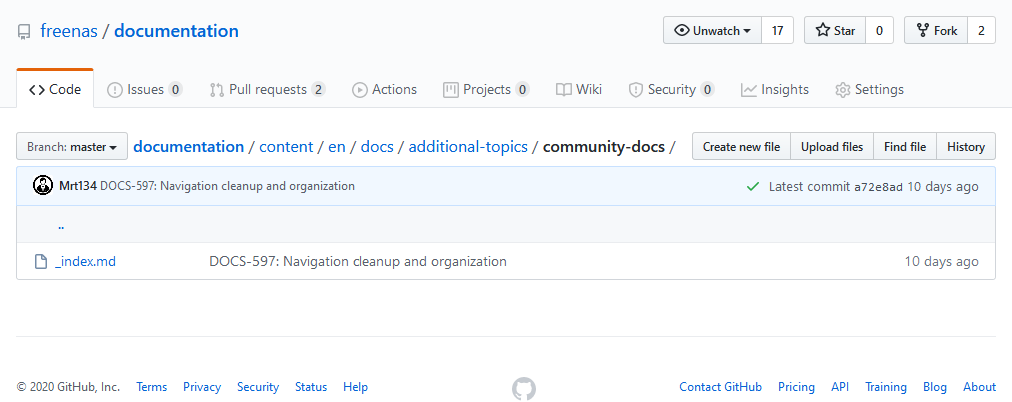 freenas / documentation Unwatch 17 Star 0 Fork 2
Code Issues 0 Pull requests 2 Actions Projects 0 Wiki Security 0 Insights Settings
Branch: master documentation / content / en / docs / additional-topics / community-docs / Create new file Upload files Find file History
Mrt134 DOCS-597: Navigation cleanup and organization Latest commit a72e8ad 10 days ago
..
_index.md DOCS-597: Navigation cleanup and organization 10 days ago
© 2020 GitHub, Inc. Terms Privacy Security Status Help Contact GitHub Pricing API Training Blog About